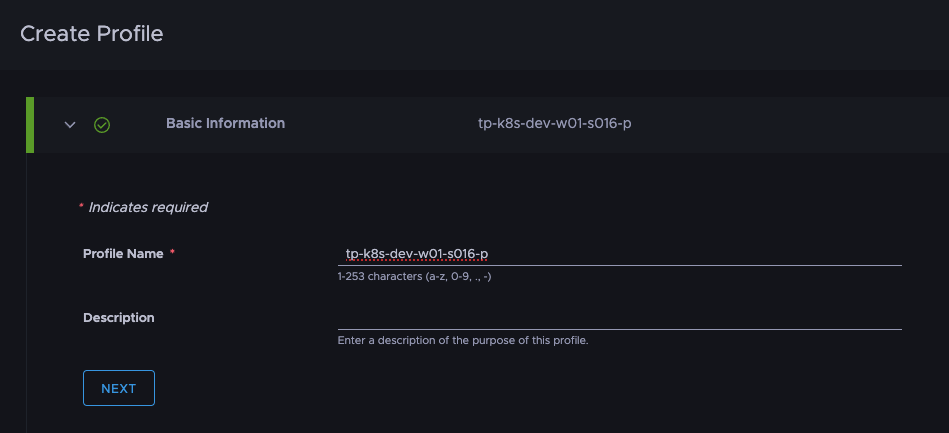 Create Profile
Basic Information tp-k8s-dev-w01-s016-p
* Indicates required
Profile Name * tp-k8s-dev-w01-s016-p
1-253 characters (a-z, 0-9, ., -)
Description
Enter a description of the purpose of this profile.
NEXT